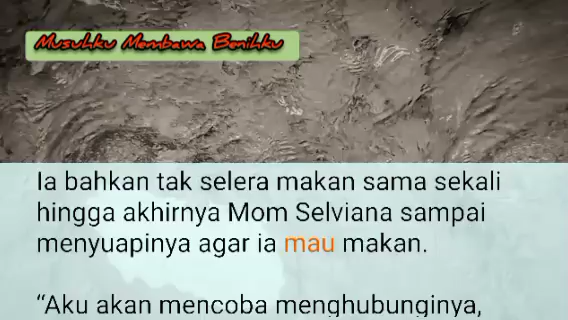 Musuhku Membawa Benihku
Ia bahkan tak selera makan sama sekali
hingga akhirnya Mom Selviana sampai
menyuapinya agar ia mau makan.
“Aku akan mencoba menghubunginya,